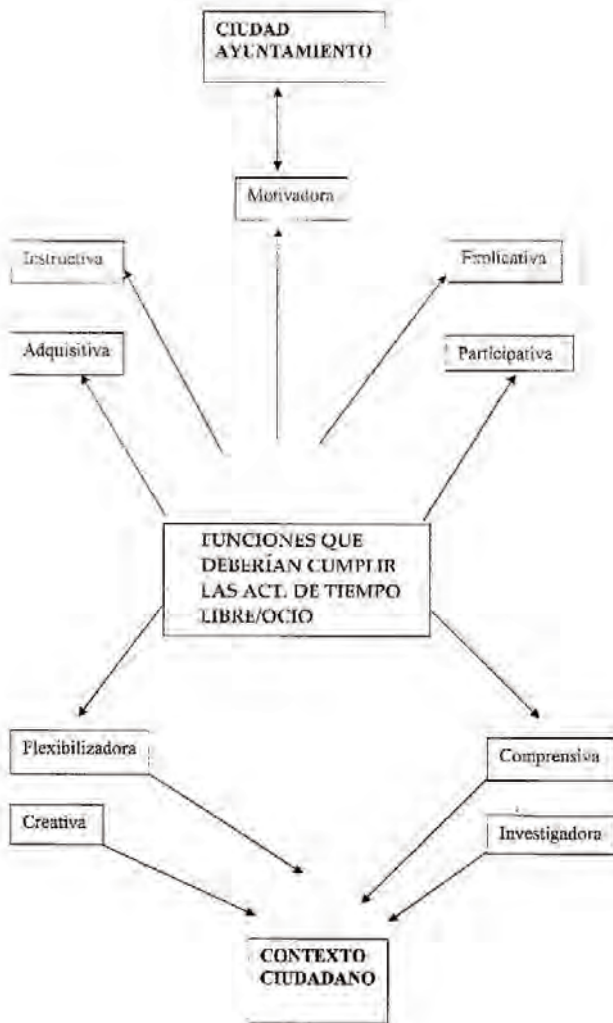 CIUDAD
AYUNTAMIENTO
Motivadora
Instructiva
Explicativa
Adquisitiva
Participativa
FUNCIONES QUE
DEBERÍAN CUMPLIR
LAS ACT. DE TIEMPO
LIBRE/OCIO
Flexibilizadora
Comprensiva
Creativa
Investigadora
CONTEXTO
CIUDADANO